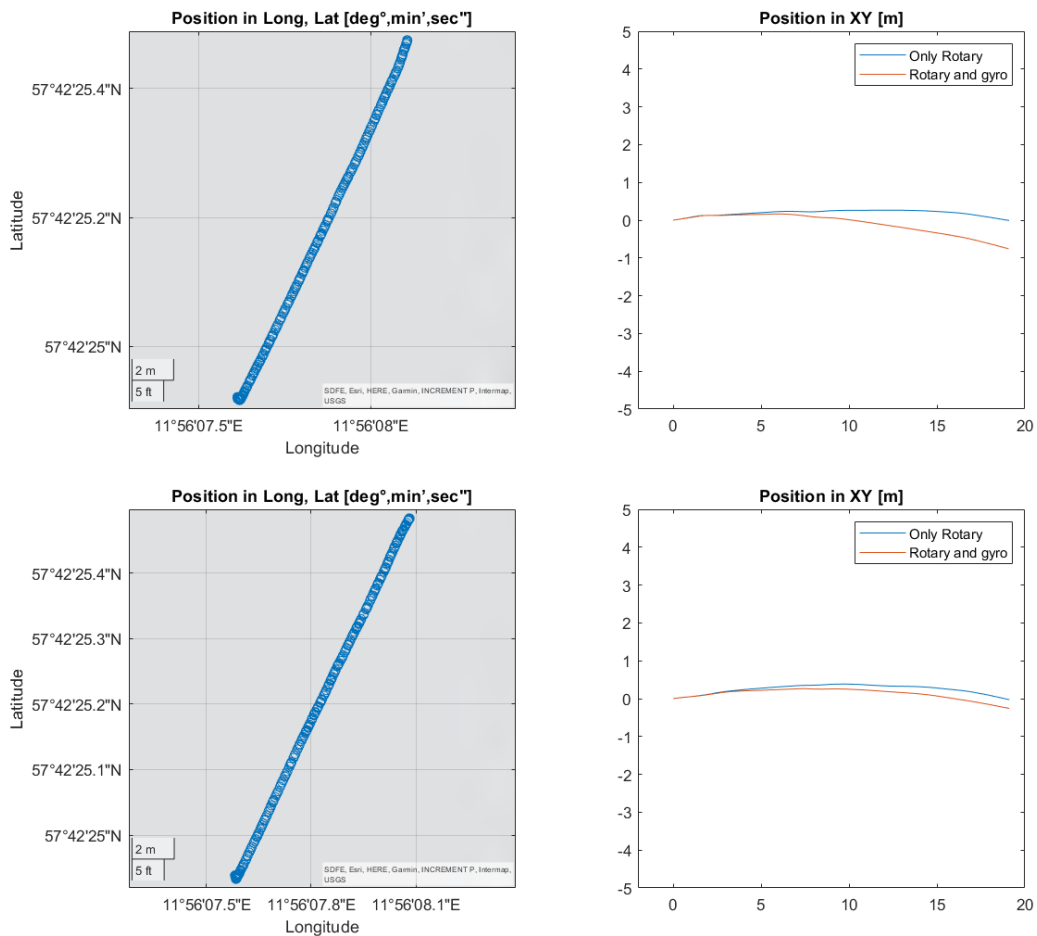 Position in Long, Lat [deg°,min',sec"]
57°42'25.4"N
57°42'25.2"N
57°42'25"N
Latitude
2 m
5 ft
SDFE, Esri, HERE, Garmin, INCREMENT P, Intermap,
USGS
11°56'07.5"E
11°56'08"E
Longitude
Position in XY [m]
Only Rotary
Rotary and gyro
5
4
3
2
1
0
-1
-2
-3
-4
-5
0
5
10
15
20
Position in Long, Lat [deg°,min',sec"]
57°42'25.4"N
57°42'25.3"N
57°42'25.2"N
57°42'25.1"N
57°42'25"N
Latitude
2 m
5 ft
SDFE, Esri, HERE, Garmin, INCREMENT P, Intermap,
USGS
11°56'07.5"E
11°56'07.8"E
11°56'08.1"E
Longitude
Position in XY [m]
Only Rotary
Rotary and gyro
5
4
3
2
1
0
-1
-2
-3
-4
-5
0
5
10
15
20